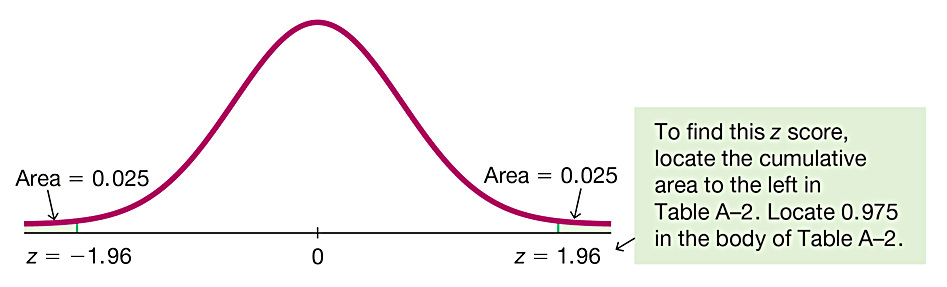 Area = 0.025
Area = 0.025
z = −1.96
0
z = 1.96
To find this z score,
locate the cumulative
area to the left in
Table A–2. Locate 0.975
in the body of Table A–2.